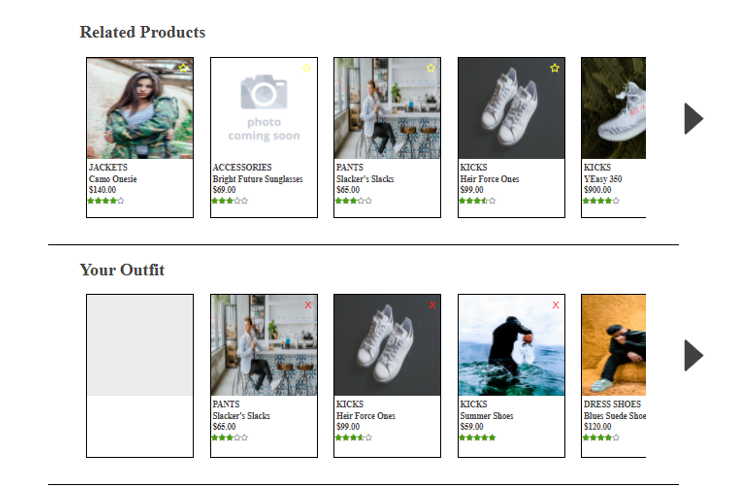 Related Products
photo
coming soon
JACKETS
Camo Onesie
$140.00
ACCESSORIES
Bright Future Sunglasses
$69.00
PANTS
Slacker's Slacks
$65.00
KICKS
Heir Force Ones
$99.00
KICKS
YEasy 350
$900.00
Your Outfit
X
X
X
PANTS
Slacker's Slacks
$65.00
KICKS
Heir Force Ones
$99.00
KICKS
Summer Shoes
$59.00
DRESS SHOES
Blues Suede Shoe
$120.00